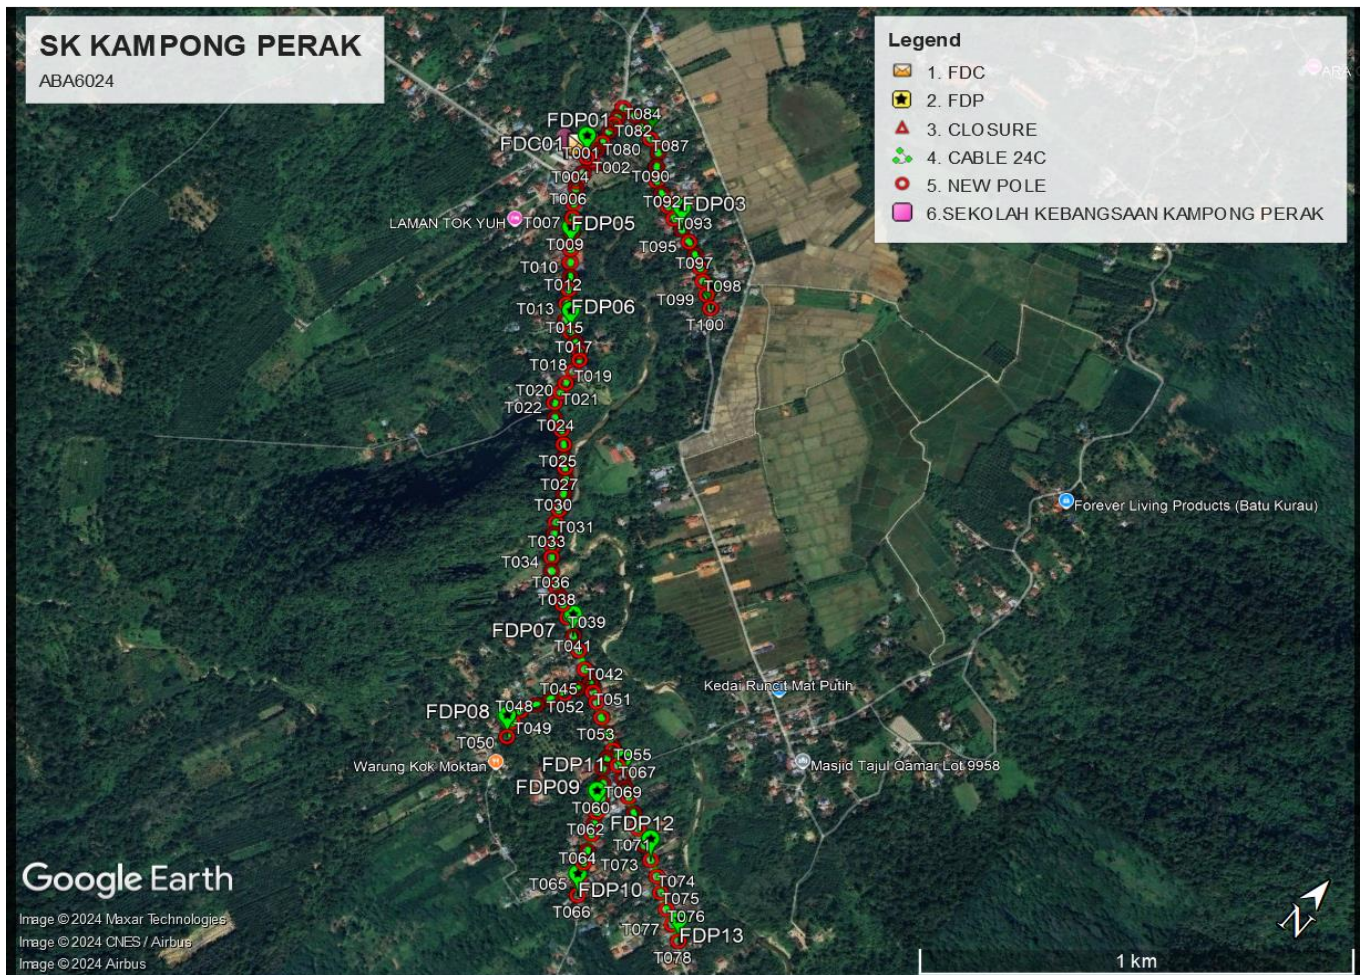 SK KAMPONG PERAK
ABA6024
Legend
1. FDC
2. FDP
3. CLOSURE
4. CABLE 24C
5. NEW POLE
6.SEKOLAH KEBANGSAAN KAMPONG PERAK
ARA
T084
FDP01
T082
FDC01
T001
T080
T087
T002
T004
T090
T006
T092
FDP03
LAMAN TOK YUH
T007
FDP05
T093
T009
T095
T010
T097
T012
T098
T013
FDP06
T099
T015
T100
T017
T018
T019
T020
T021
T022
T024
T025
T027
T030
Forever Living Products (Batu Kurau)
T031
T033
T034
T036
T038
T039
FDP07
T041
T042
Kedai Runcit Mat Putih
T045
T051
T048
T052
FDP08
T049
T053
T050
T055
Warung Kok Moktan
FDP11
Masjid Tajul Qamar Lot 9958
T067
FDP09
T069
T060
FDP12
T062
T071
T064
T073
T065
T074
FDP10
T075
T066
T076
T077
FDP13
T078
Google Earth
Image © 2024 Maxar Technologies
Image © 2024 CNES / Airbus
Image © 2024 Airbus
N
1 km